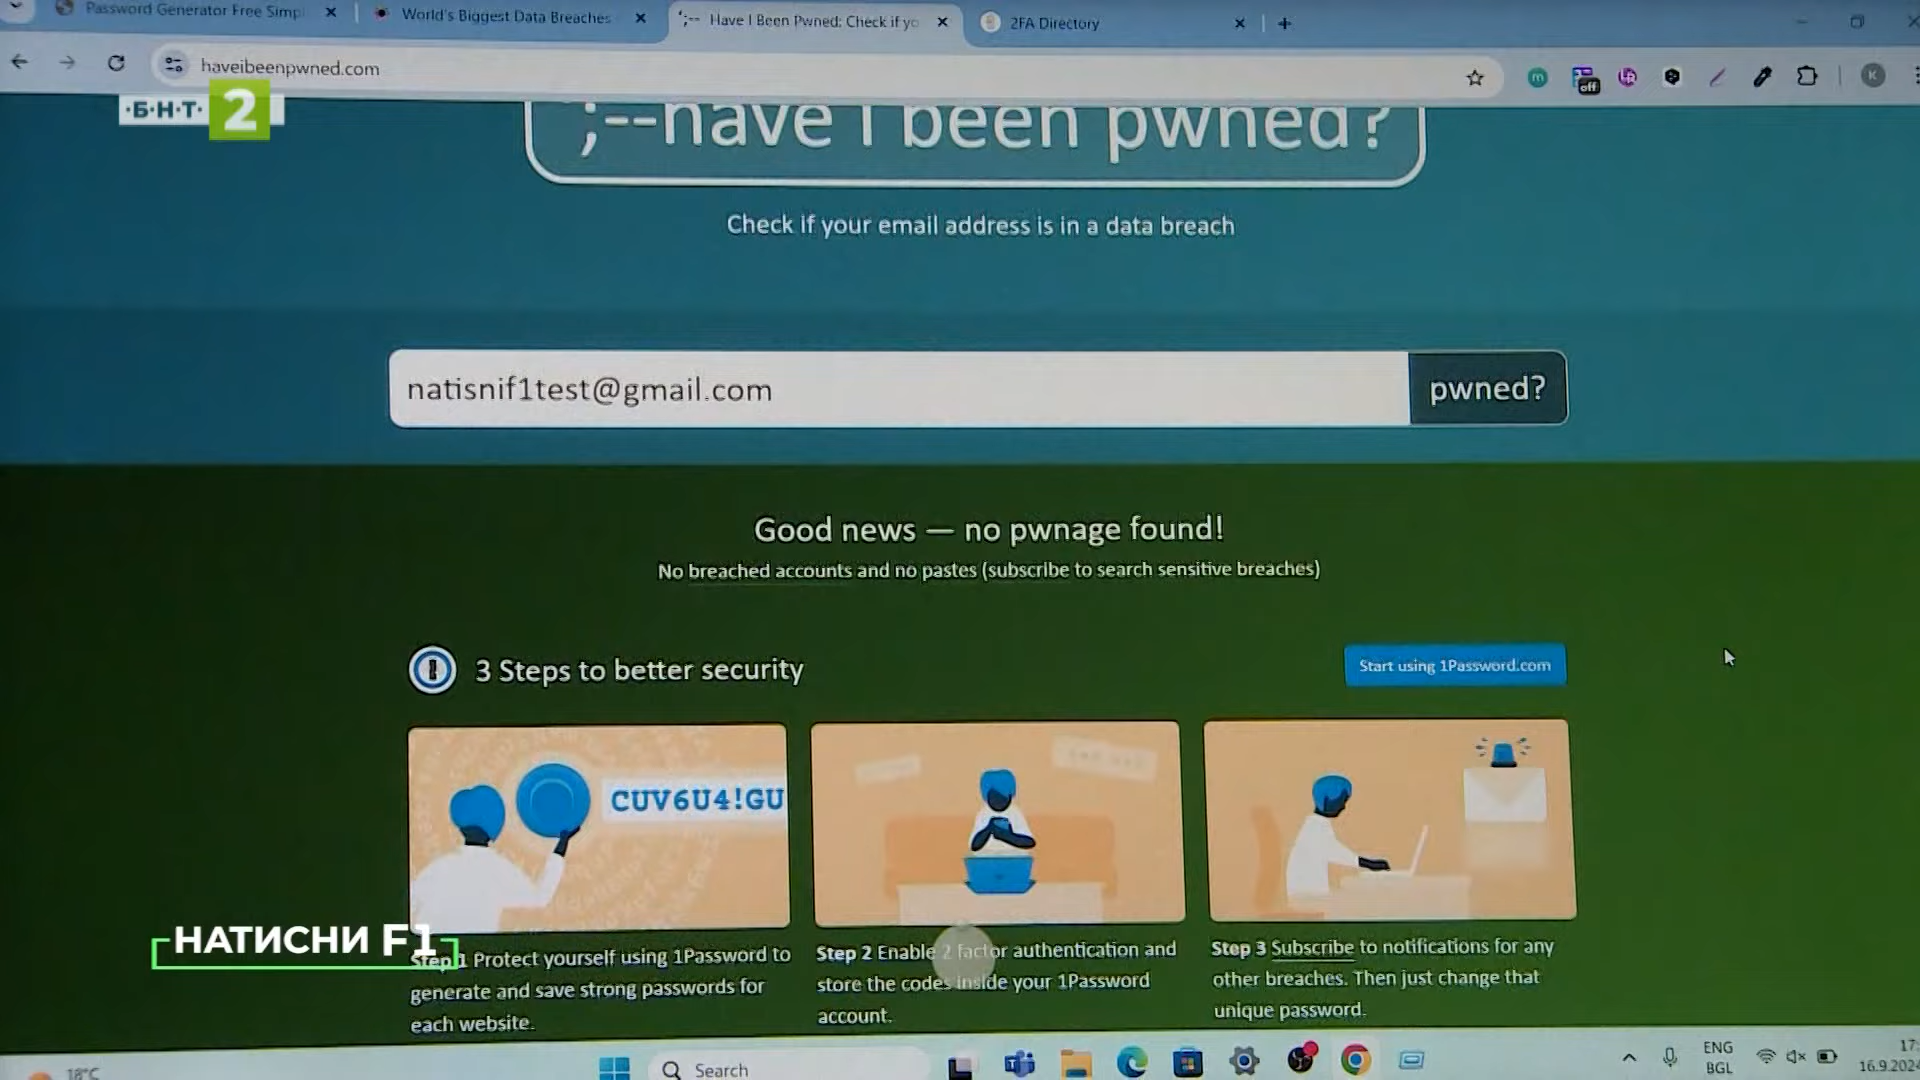 Password Generator Free Simp
World's Biggest Data Breaches
';-- Have I Been Pwned: Check if yo
2FA Directory
haveibeenpwned.com
off
K
·Б·Н·Т· 2
';--have i been pwned?
Check if your email address is in a data breach
natisnif1test@gmail.com
pwned?
Good news — no pwnage found!
No breached accounts and no pastes (subscribe to search sensitive breaches)
3 Steps to better security
Start using 1Password.com
CUV6U4!GU
НАТИСНИ F1
Step 1 Protect yourself using 1Password to
generate and save strong passwords for
each website.
Step 2 Enable 2 factor authentication and
store the codes inside your 1Password
account.
Step 3 Subscribe to notifications for any
other breaches. Then just change that
unique password.
18°C
Search
ENG
BGL
17:
16.9.2024